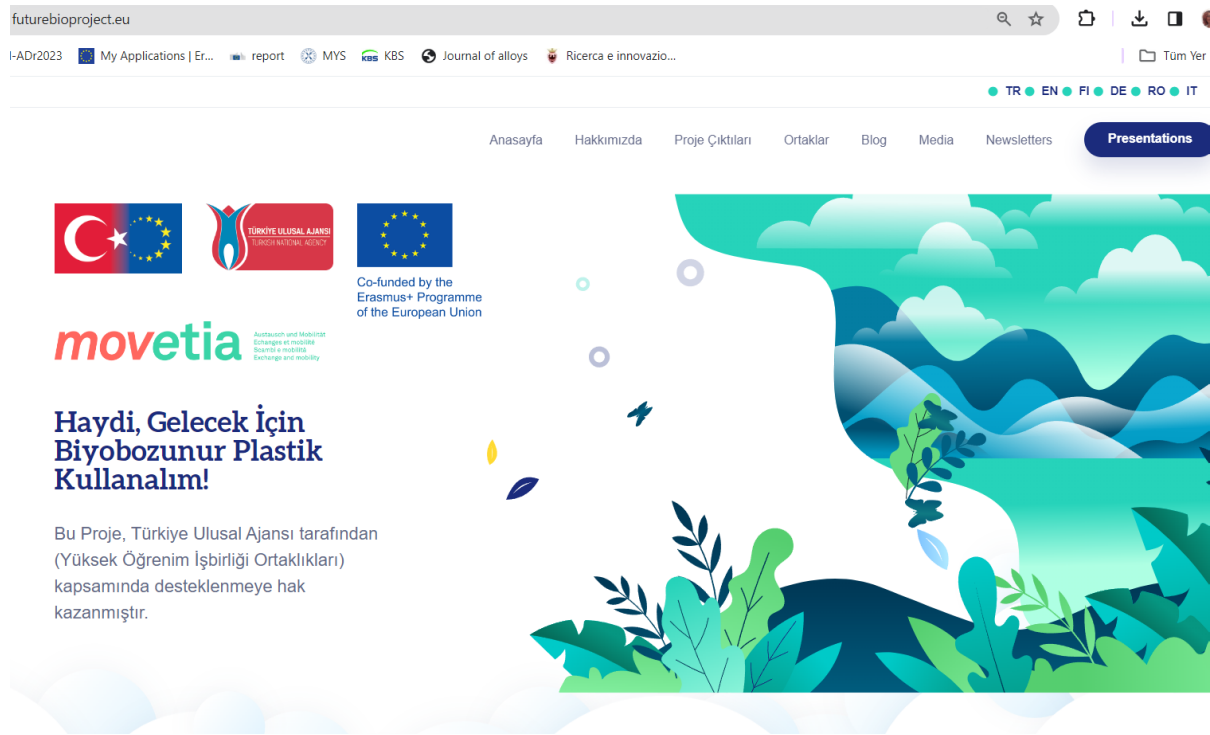 futurebioproject.eu
I-ADr2023 My Applications | Er... report MYS KBS KBS Journal of alloys Ricerca e innovazio... Tüm Yer
TR EN FI DE RO IT
Anasayfa Hakkımızda Proje Çıktıları Ortaklar Blog Media Newsletters Presentations
TÜRKİYE ULUSAL AJANSI
TURKISH NATIONAL AGENCY
Co-funded by the
Erasmus+ Programme
of the European Union
movetia
Austausch und Mobilität
Echanges et mobilité
Scambi e mobilità
Exchange and mobility
Haydi, Gelecek İçin
Biyobozunur Plastik
Kullanalım!
Bu Proje, Türkiye Ulusal Ajansı tarafından
(Yüksek Öğrenim İşbirliği Ortaklıkları)
kapsamında desteklenmeye hak
kazanmıştır.